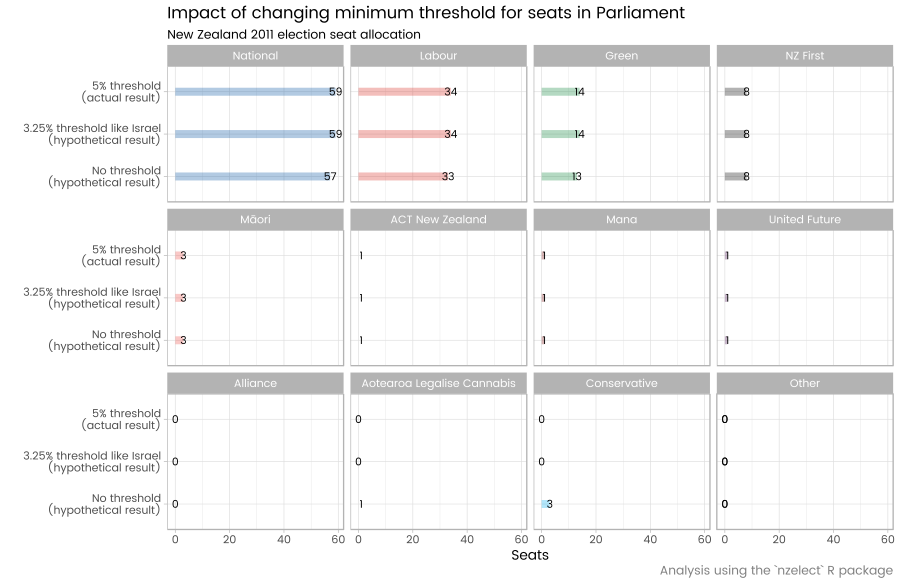 Impact of changing minimum threshold for seats in Parliament
New Zealand 2011 election seat allocation
National
Labour
Green
NZ First
5% threshold
(actual result)
59
34
14
8
3.25% threshold like Israel
(hypothetical result)
59
34
14
8
No threshold
(hypothetical result)
57
33
13
8
Māori
ACT New Zealand
Mana
United Future
5% threshold
(actual result)
3
1
1
1
3.25% threshold like Israel
(hypothetical result)
3
1
1
1
No threshold
(hypothetical result)
3
1
1
1
Alliance
Aotearoa Legalise Cannabis
Conservative
Other
5% threshold
(actual result)
0
0
0
0
3.25% threshold like Israel
(hypothetical result)
0
0
0
0
No threshold
(hypothetical result)
0
1
3
0
0 20 40 60
0 20 40 60
0 20 40 60
0 20 40 60
Seats
Analysis using the `nzelect` R package